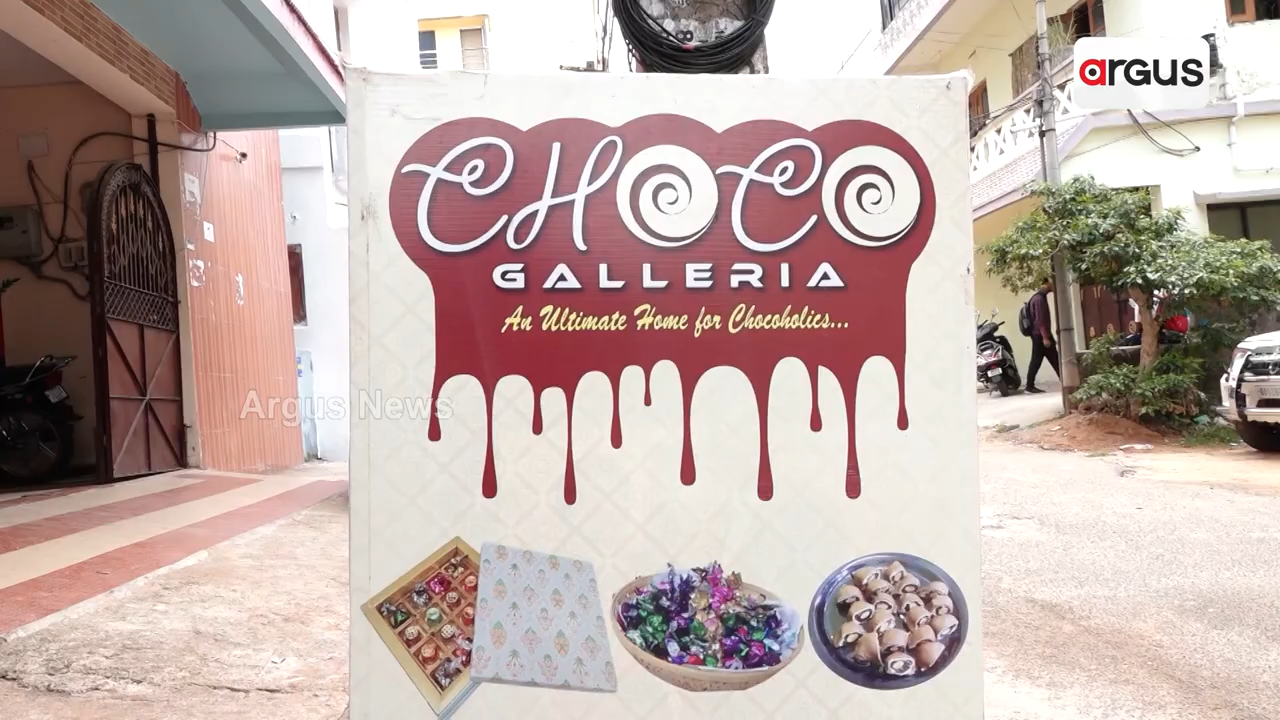 argus
CHOCO
GALLERIA
An Ultimate Home for Chocoholics...
Argus News